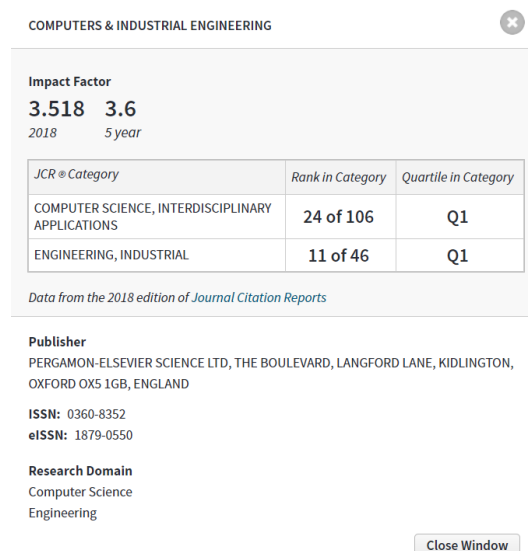 COMPUTERS & INDUSTRIAL ENGINEERING
Impact Factor
3.518 3.6
2018 5 year
JCR ® Category Rank in Category Quartile in Category
COMPUTER SCIENCE, INTERDISCIPLINARY
APPLICATIONS 24 of 106 Q1
ENGINEERING, INDUSTRIAL 11 of 46 Q1
Data from the 2018 edition of Journal Citation Reports
Publisher
PERGAMON-ELSEVIER SCIENCE LTD, THE BOULEVARD, LANGFORD LANE, KIDLINGTON,
OXFORD OX5 1GB, ENGLAND
ISSN: 0360-8352
eISSN: 1879-0550
Research Domain
Computer Science
Engineering
Close Window